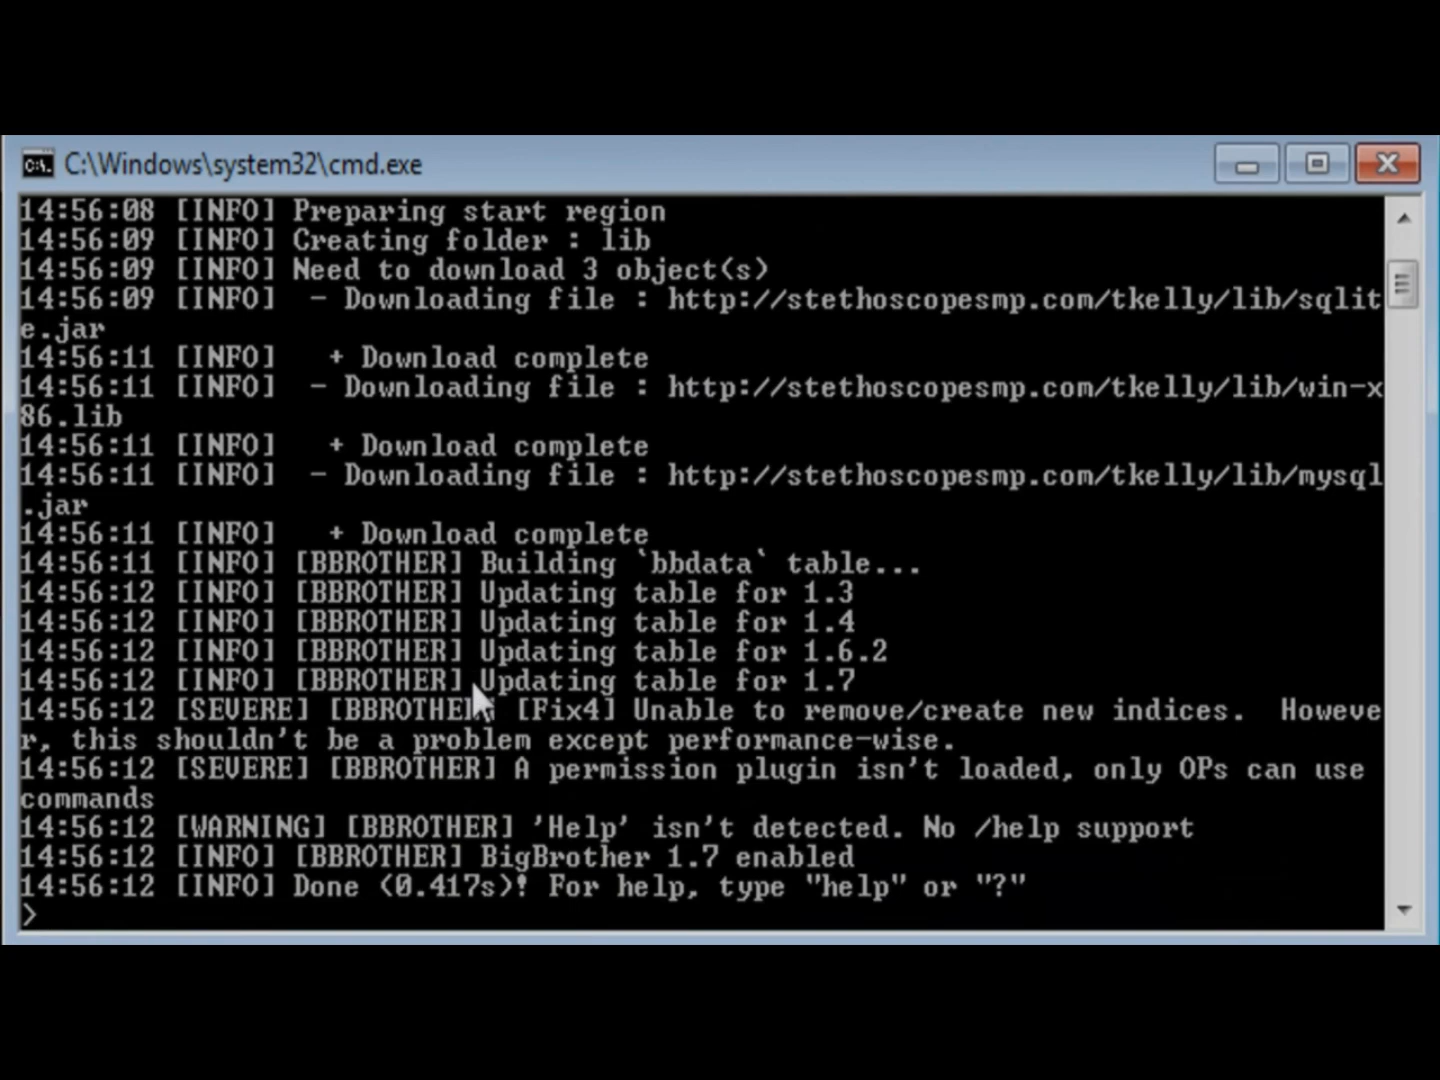 C:\Windows\system32\cmd.exe
14:56:08 [INFO] Preparing start region
14:56:09 [INFO] Creating folder : lib
14:56:09 [INFO] Need to download 3 object(s)
14:56:09 [INFO]  - Downloading file : http://stethoscopesmp.com/tkelly/lib/sqlit
e.jar
14:56:11 [INFO]   + Download complete
14:56:11 [INFO]  - Downloading file : http://stethoscopesmp.com/tkelly/lib/win-x
86.lib
14:56:11 [INFO]   + Download complete
14:56:11 [INFO]  - Downloading file : http://stethoscopesmp.com/tkelly/lib/mysql
.jar
14:56:11 [INFO]   + Download complete
14:56:11 [INFO] [BBROTHER] Building `bbdata` table...
14:56:12 [INFO] [BBROTHER] Updating table for 1.3
14:56:12 [INFO] [BBROTHER] Updating table for 1.4
14:56:12 [INFO] [BBROTHER] Updating table for 1.6.2
14:56:12 [INFO] [BBROTHER] Updating table for 1.7
14:56:12 [SEVERE] [BBROTHER] [Fix4] Unable to remove/create new indices.  Howeve
r, this shouldn't be a problem except performance-wise.
14:56:12 [SEVERE] [BBROTHER] A permission plugin isn't loaded, only OPs can use
commands
14:56:12 [WARNING] [BBROTHER] 'Help' isn't detected. No /help support
14:56:12 [INFO] [BBROTHER] BigBrother 1.7 enabled
14:56:12 [INFO] Done (0.417s)! For help, type "help" or "?"
>